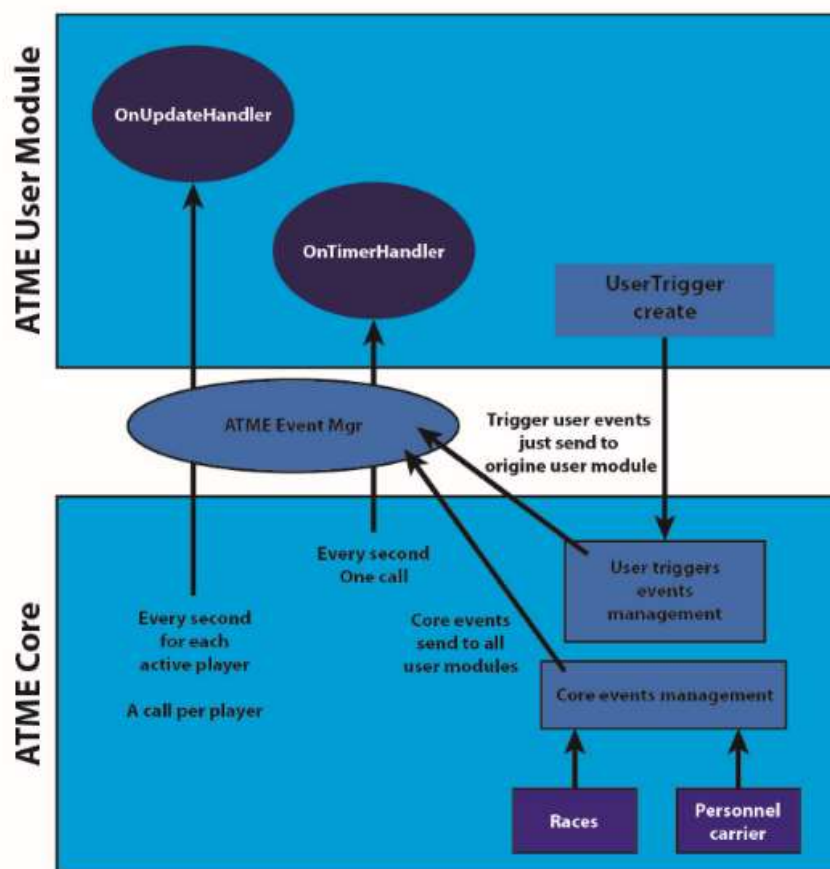 ATME User Module
OnUpdateHandler
OnTimerHandler
UserTrigger
create
ATME Event Mgr
Trigger user events
just send to
origine user module
ATME Core
Every second
for each
active player
A call per player
Every second
One call
Core events
send to all
user modules
User triggers
events
management
Core events management
Races
Personnel
carrier